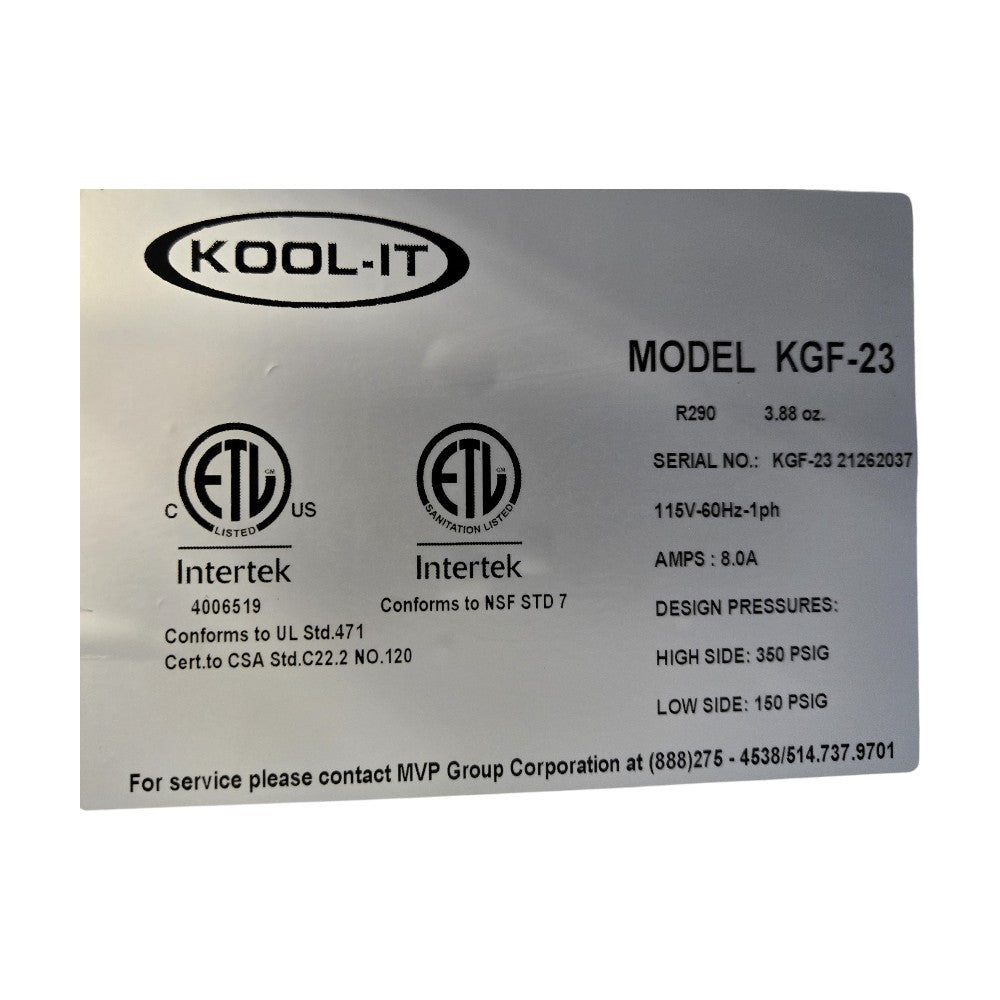 KOOL-IT
MODEL KGF-23
R290 3.88 oz.
SERIAL NO.: KGF-23 21262037
115V-60Hz-1ph
AMPS : 8.0A
DESIGN PRESSURES:
HIGH SIDE: 350 PSIG
LOW SIDE: 150 PSIG
ETL CM
C US
LISTED
Intertek
4006519
Conforms to UL Std.471
Cert.to CSA Std.C22.2 NO.120
ETL CM
SANITATION LISTED
Intertek
Conforms to NSF STD 7
For service please contact MVP Group Corporation at (888)275 - 4538/514.737.9701